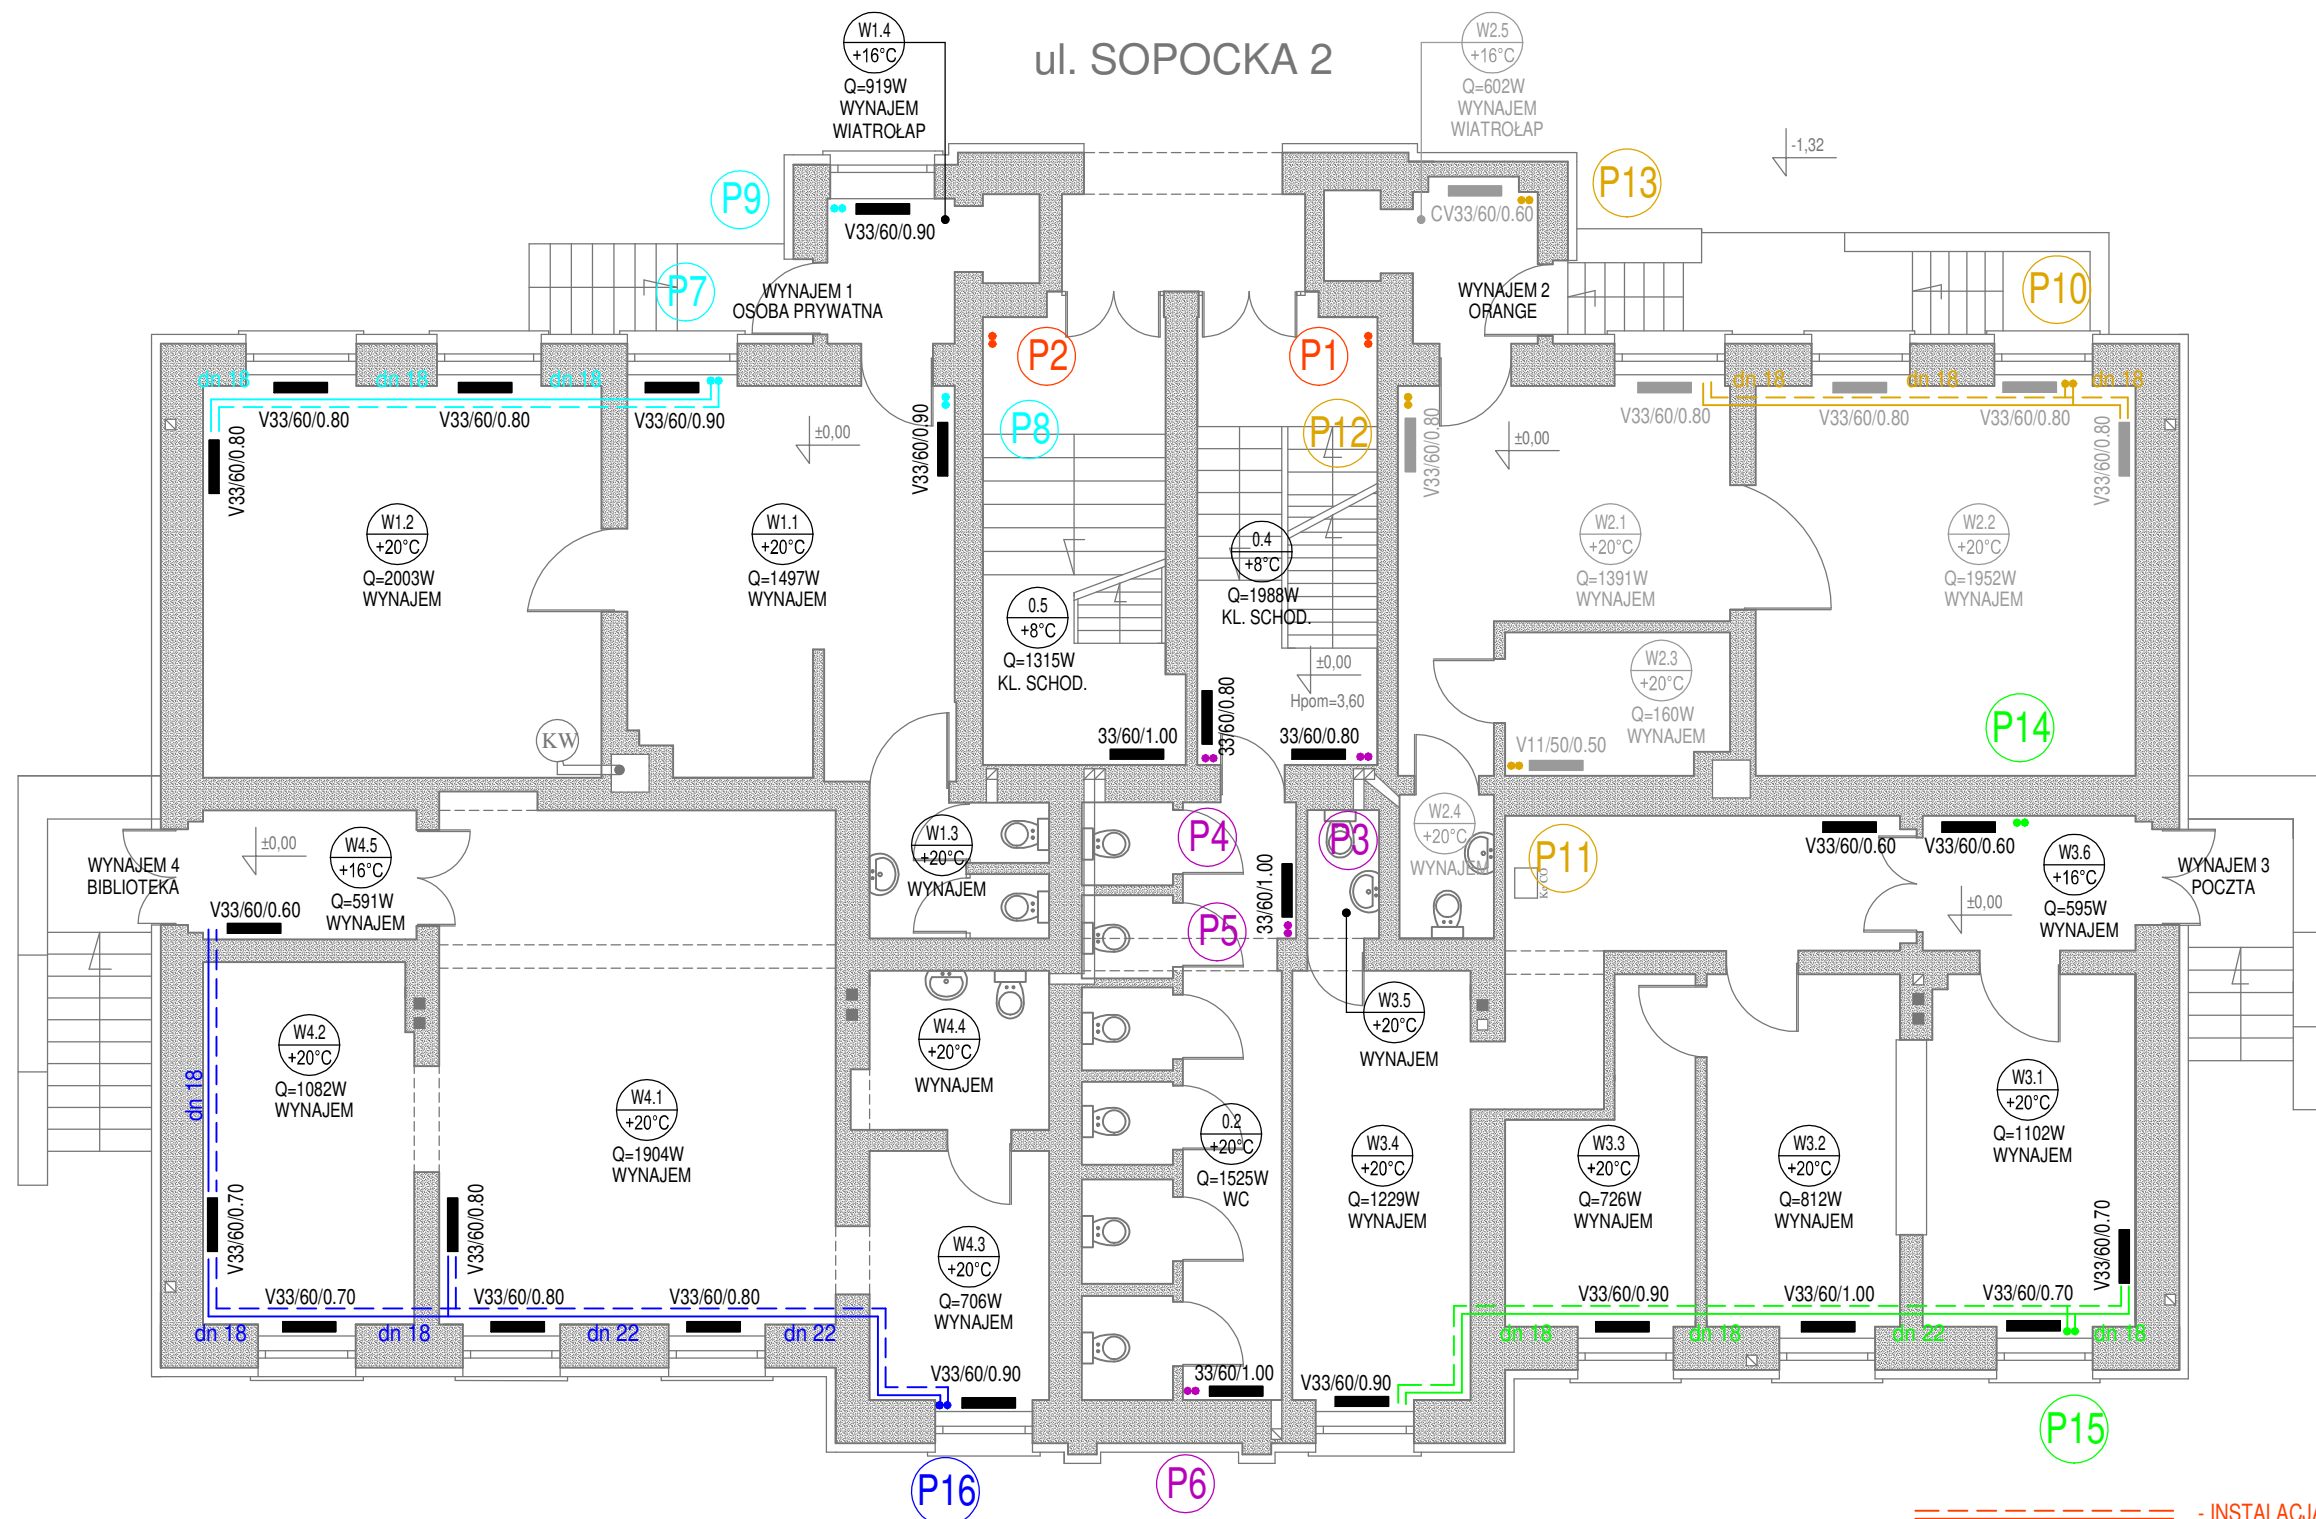 ul. SOPOCKA 2
W1.4
+16°C
Q=919W
WYNAJEM
WIATROŁAP
W2.5
+16°C
Q=602W
WYNAJEM
WIATROŁAP
-1,32
P9
P13
V33/60/0.90
CV33/60/0.60
P7
WYNAJEM 1
OSOBA PRYWATNA
WYNAJEM 2
ORANGE
P10
P2
P1
dn 18
dn 18
dn 18
dn 18
dn 18
dn 18
V33/60/0.80
V33/60/0.80
V33/60/0.90
V33/60/0.80
V33/60/0.80
V33/60/0.80
V33/60/0.80
V33/60/0.90
V33/60/0.80
V33/60/0.80
±0,00
P8
P12
±0,00
W1.2
+20°C
Q=2003W
WYNAJEM
W1.1
+20°C
Q=1497W
WYNAJEM
0.5
+8°C
Q=1315W
KL. SCHOD.
0.4
+8°C
Q=1988W
KL. SCHOD.
W2.1
+20°C
Q=1391W
WYNAJEM
W2.2
+20°C
Q=1952W
WYNAJEM
±0,00
Hpom=3,60
W2.3
+20°C
Q=160W
WYNAJEM
KW
33/60/1.00
33/60/0.80
33/60/0.80
V11/50/0.50
P14
WYNAJEM 4
BIBLIOTEKA
±0,00
W4.5
+16°C
Q=591W
WYNAJEM
V33/60/0.60
W1.3
+20°C
WYNAJEM
P4
P3
P5
33/60/1.00
W2.4
+20°C
WYNAJEM
P11
V33/60/0.60
V33/60/0.60
W3.6
+16°C
Q=595W
WYNAJEM
±0,00
WYNAJEM 3
POCZTA
W4.2
+20°C
Q=1082W
WYNAJEM
dn 18
W4.4
+20°C
WYNAJEM
W3.5
+20°C
WYNAJEM
W4.1
+20°C
Q=1904W
WYNAJEM
0.2
+20°C
Q=1525W
WC
W3.4
+20°C
Q=1229W
WYNAJEM
W3.3
+20°C
Q=726W
WYNAJEM
W3.2
+20°C
Q=812W
WYNAJEM
W3.1
+20°C
Q=1102W
WYNAJEM
V33/60/0.70
V33/60/0.80
V33/60/0.70
W4.3
+20°C
Q=706W
WYNAJEM
V33/60/0.70
V33/60/0.80
V33/60/0.80
V33/60/0.90
V33/60/1.00
V33/60/0.70
dn 18
dn 18
dn 22
dn 22
dn 18
dn 18
dn 22
dn 18
V33/60/0.90
33/60/1.00
V33/60/0.90
P15
P16
P6
- INSTALACJA